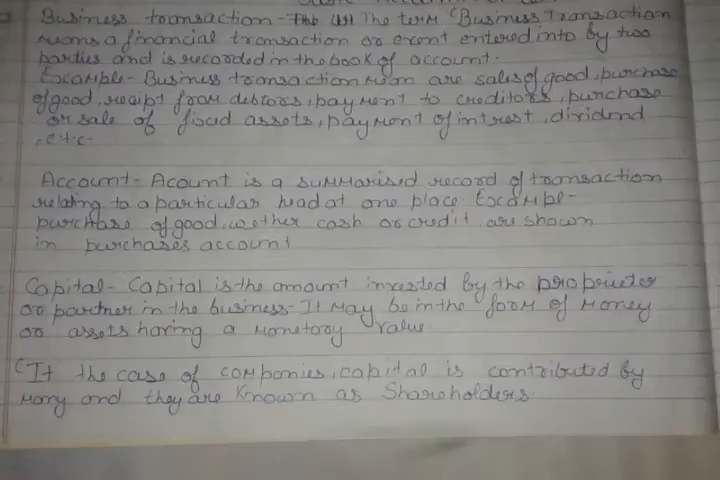 Business transaction - The term "Business Transaction
means a financial transaction or event entered into by two
parties and is recorded in the book of account.
Example - Business transaction are sales of good, purchase
of good, receipt from debtors, payment to creditors, purchase
or sale of fixed assets, payment of intrest, dividend
etc.
Account - Acount is a summarised record of transaction
relating to a particular head at one place. Example -
purchase of good, wether cash or credit, are shown
in purchases account
Capital - Capital is the amount invested by the proprieter
or partner in the business - It may be in the form of money
or assets having a monetory value.
(It the case of companies, capital is contributed by
many and they are known as Shareholders.